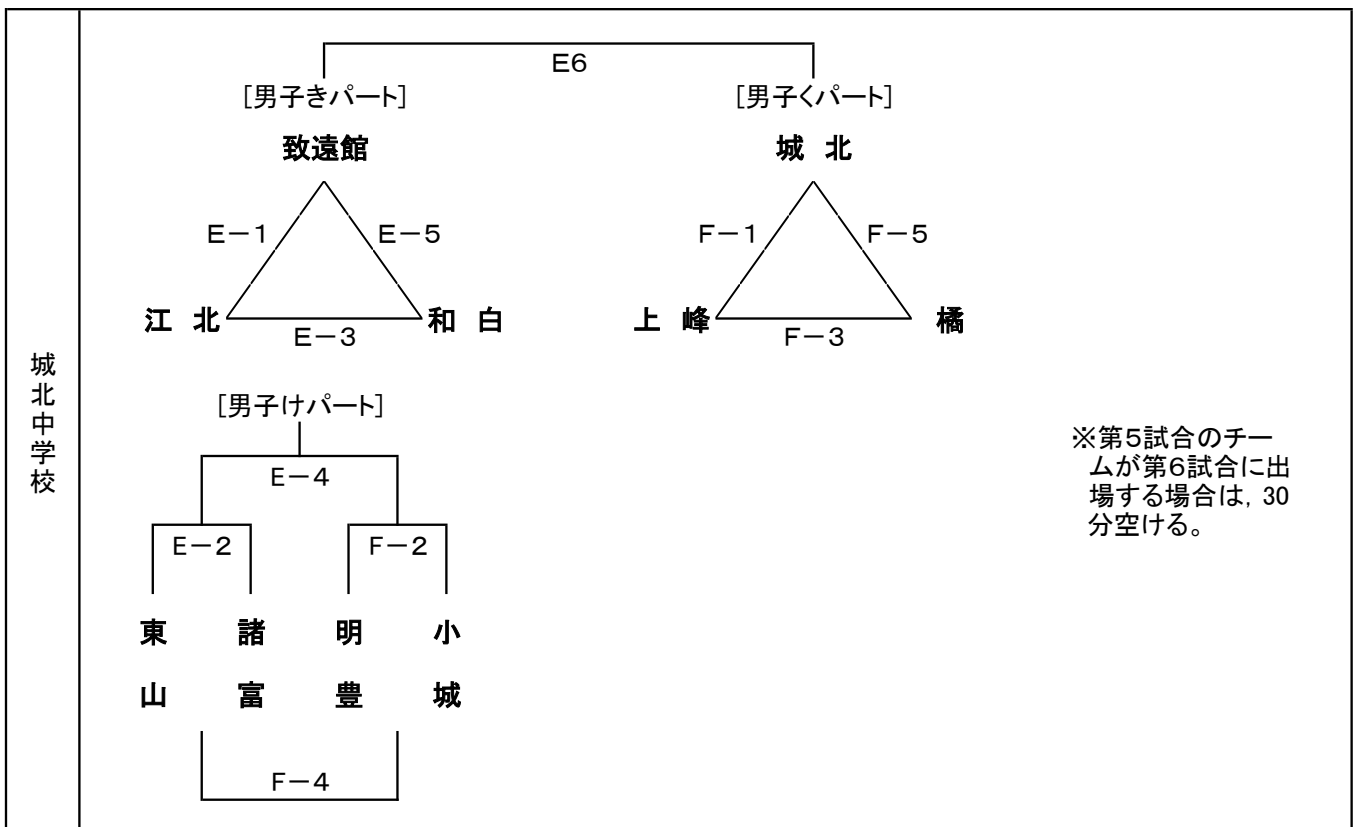 城北中学校
E6
[男子きパート]
[男子くパート]
致遠館
城 北
E-1
E-5
F-1
F-5
江 北
和 白
上 峰
橘
E-3
F-3
[男子けパート]
E-4
E-2
F-2
東山
諸富
明豊
小城
F-4
※第5試合のチー
ムが第6試合に出
場する場合は, 30
分空ける。